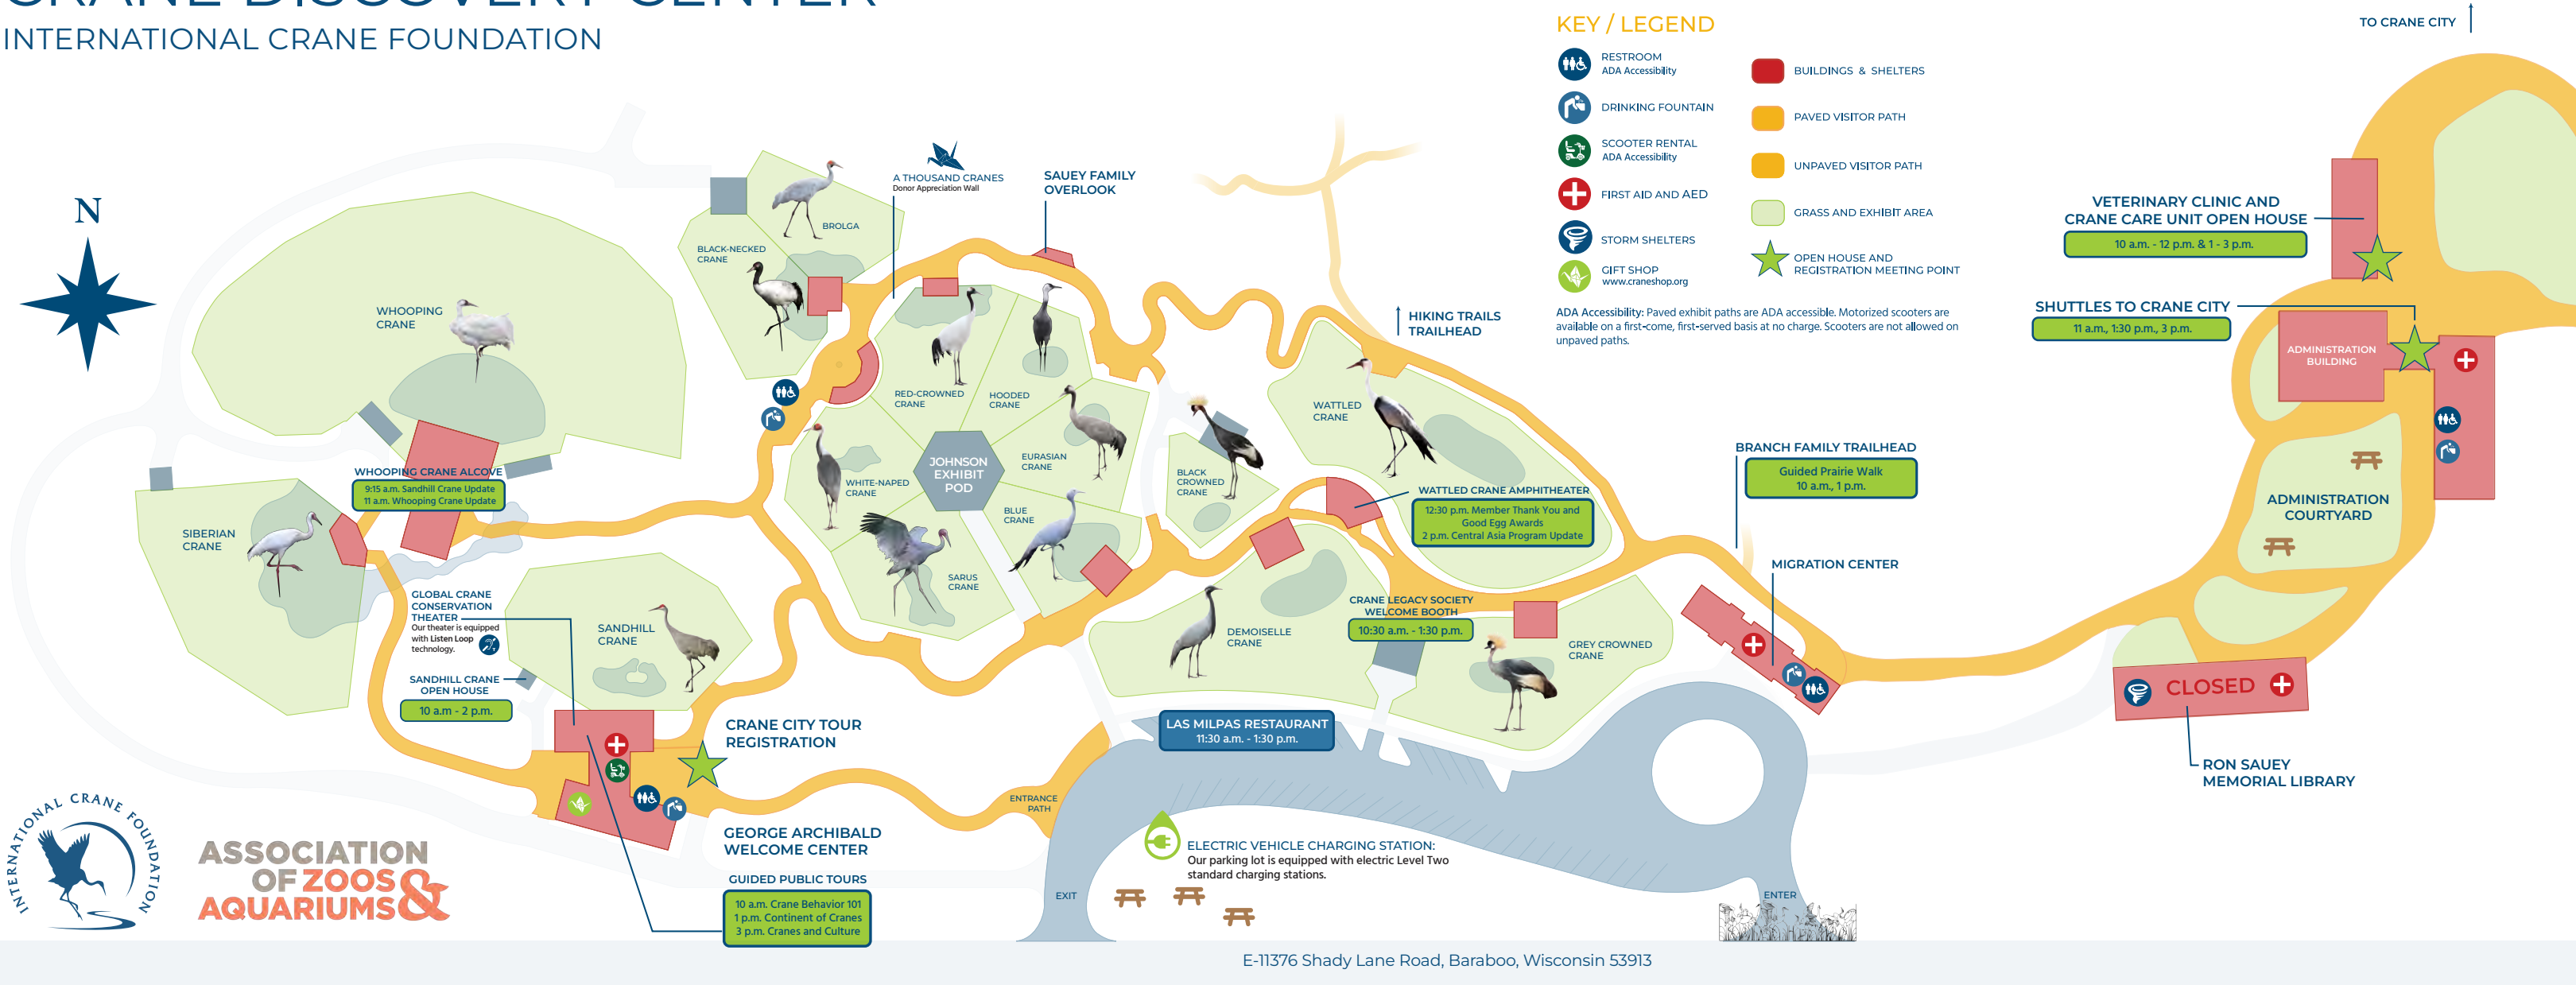 CRANE DISCOVERY CENTER
INTERNATIONAL CRANE FOUNDATION
KEY / LEGEND
RESTROOM
ADA Accessibility
DRINKING FOUNTAIN
SCOOTER RENTAL
ADA Accessibility
FIRST AID AND AED
STORM SHELTERS
GIFT SHOP
www.craneshop.org
BUILDINGS & SHELTERS
PAVED VISITOR PATH
UNPAVED VISITOR PATH
GRASS AND EXHIBIT AREA
OPEN HOUSE AND
REGISTRATION MEETING POINT
ADA Accessibility: Paved exhibit paths are ADA accessible. Motorized scooters are
available on a first-come, first-served basis at no charge. Scooters are not allowed on
unpaved paths.
TO CRANE CITY
N
A THOUSAND CRANES
Donor Appreciation Wall
SAUEY FAMILY
OVERLOOK
BROLGA
BLACK-NECKED
CRANE
WHOOPING
CRANE
HIKING TRAILS
TRAILHEAD
VETERINARY CLINIC AND
CRANE CARE UNIT OPEN HOUSE
10 a.m. - 12 p.m. & 1 - 3 p.m.
SHUTTLES TO CRANE CITY
11 a.m., 1:30 p.m., 3 p.m.
ADMINISTRATION
BUILDING
RED-CROWNED
CRANE
HOODED
CRANE
WATTLED
CRANE
EURASIAN
CRANE
JOHNSON
EXHIBIT
POD
WHITE-NAPED
CRANE
BLACK
CROWNED
CRANE
BLUE
CRANE
SARUS
CRANE
WHOOPING CRANE ALCOVE
9:15 a.m. Sandhill Crane Update
11 a.m. Whooping Crane Update
SIBERIAN
CRANE
WATTLED CRANE AMPHITHEATER
12:30 p.m. Member Thank You and
Good Egg Awards
2 p.m. Central Asia Program Update
BRANCH FAMILY TRAILHEAD
Guided Prairie Walk
10 a.m., 1 p.m.
ADMINISTRATION
COURTYARD
MIGRATION CENTER
GLOBAL CRANE
CONSERVATION
THEATER
Our theater is equipped
with Listen Loop
technology.
SANDHILL
CRANE
SANDHILL CRANE
OPEN HOUSE
10 a.m - 2 p.m.
DEMOISELLE
CRANE
CRANE LEGACY SOCIETY
WELCOME BOOTH
10:30 a.m. - 1:30 p.m.
GREY CROWNED
CRANE
CLOSED
RON SAUEY
MEMORIAL LIBRARY
CRANE CITY TOUR
REGISTRATION
LAS MILPAS RESTAURANT
11:30 a.m. - 1:30 p.m.
ENTRANCE
PATH
GEORGE ARCHIBALD
WELCOME CENTER
GUIDED PUBLIC TOURS
10 a.m. Crane Behavior 101
1 p.m. Continent of Cranes
3 p.m. Cranes and Culture
ELECTRIC VEHICLE CHARGING STATION:
Our parking lot is equipped with electric Level Two
standard charging stations.
EXIT
ENTER
INTERNATIONAL CRANE FOUNDATION
ASSOCIATION
OF ZOOS
AQUARIUMS &
E-11376 Shady Lane Road, Baraboo, Wisconsin 53913